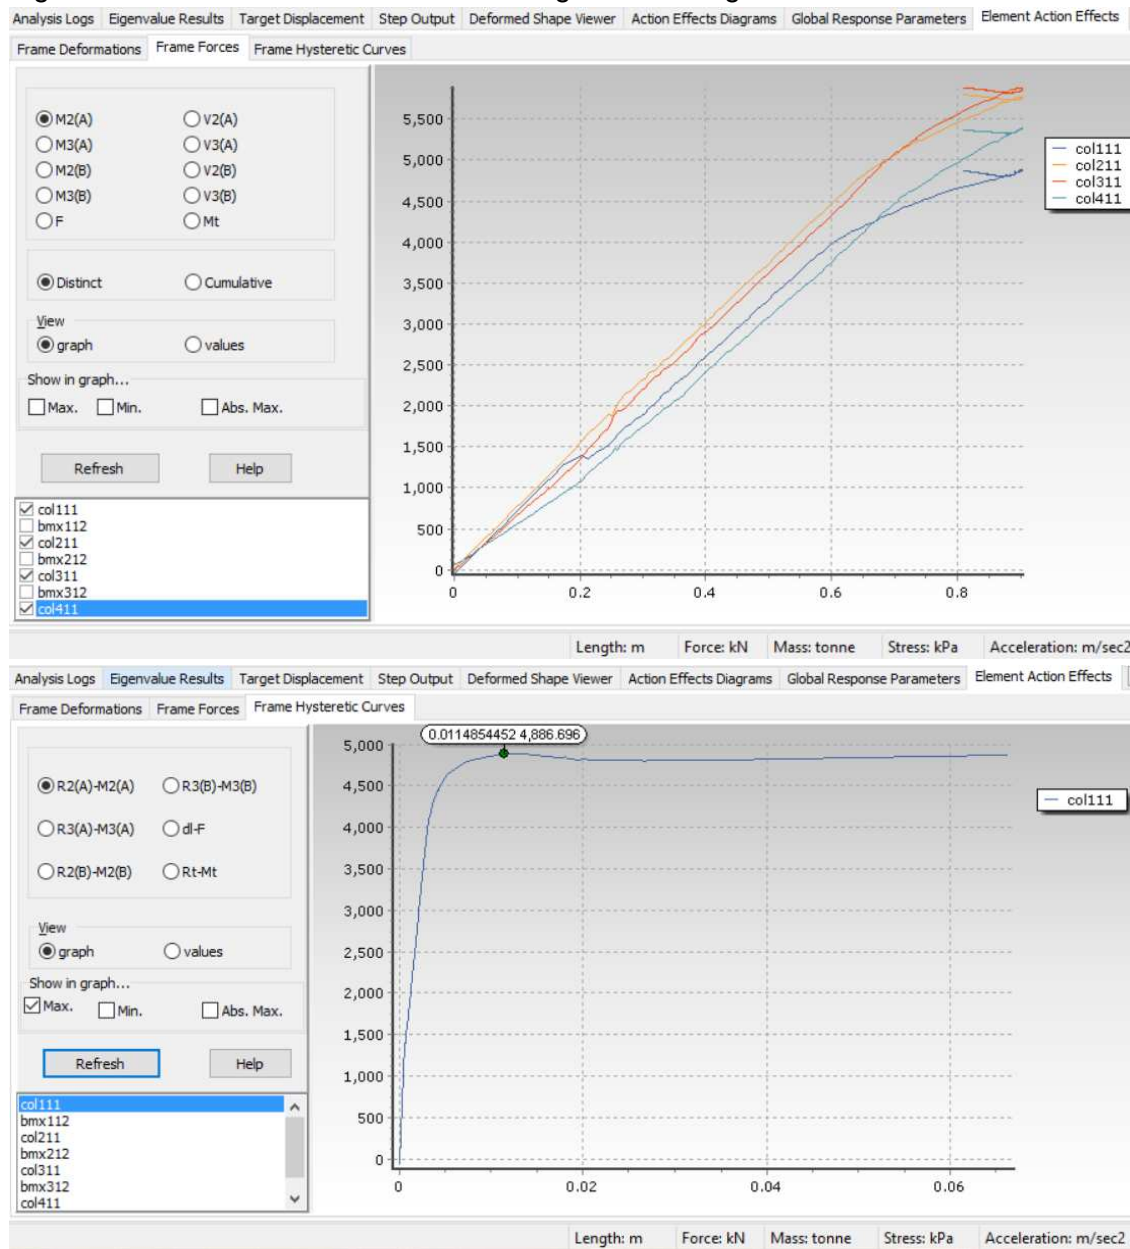 Analysis Logs Eigenvalue Results Target Displacement Step Output Deformed Shape Viewer Action Effects Diagrams Global Response Parameters Element Action Effects
Frame Deformations Frame Forces Frame Hysteretic Curves
M2(A) V2(A)
M3(A) V3(A)
M2(B) V2(B)
M3(B) V3(B)
F Mt
Distinct Cumulative
View
graph values
Show in graph...
Max. Min. Abs. Max.
Refresh Help
col111
bmx112
col211
bmx212
col311
bmx312
col411
5,500
5,000
4,500
4,000
3,500
3,000
2,500
2,000
1,500
1,000
500
0
0 0.2 0.4 0.6 0.8
col111
col211
col311
col411
Length: m Force: kN Mass: tonne Stress: kPa Acceleration: m/sec2
Analysis Logs Eigenvalue Results Target Displacement Step Output Deformed Shape Viewer Action Effects Diagrams Global Response Parameters Element Action Effects
Frame Deformations Frame Forces Frame Hysteretic Curves
R2(A)-M2(A) R3(B)-M3(B)
R3(A)-M3(A) dl-F
R2(B)-M2(B) Rt-Mt
View
graph values
Show in graph...
Max. Min. Abs. Max.
Refresh Help
col111
bmx112
col211
bmx212
col311
bmx312
col411
0.0114854452 4,886.696
5,000
4,500
4,000
3,500
3,000
2,500
2,000
1,500
1,000
500
0
0 0.02 0.04 0.06
col111
Length: m Force: kN Mass: tonne Stress: kPa Acceleration: m/sec2